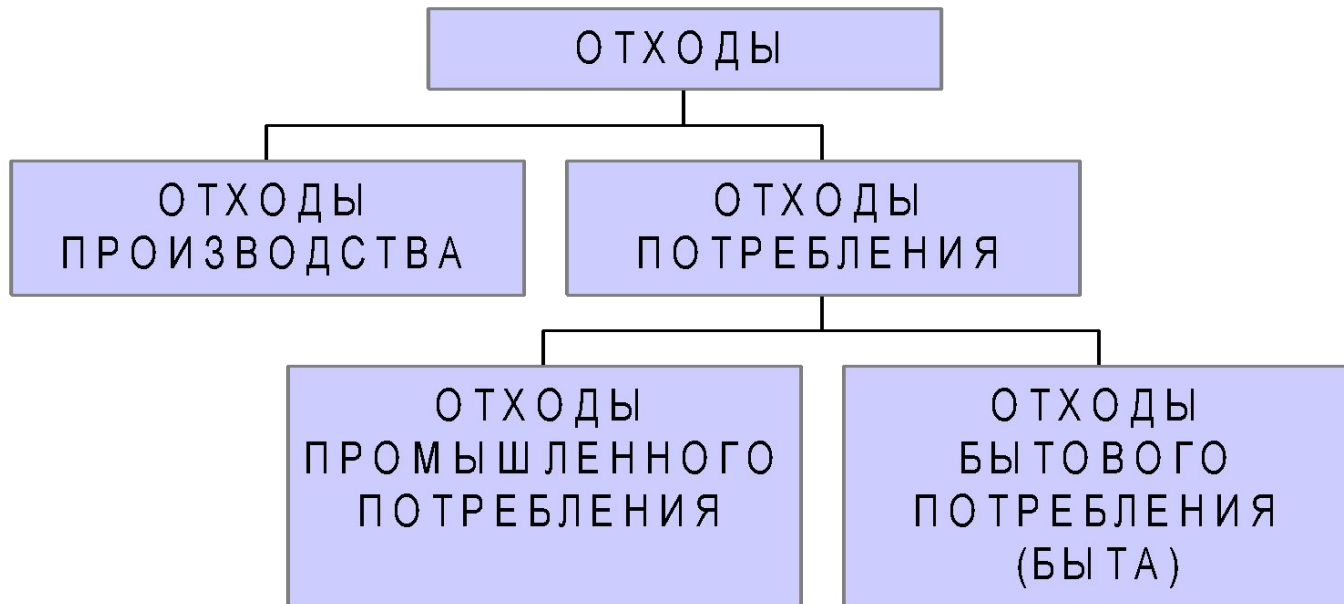 ОТХОДЫ
ОТХОДЫ
ПРОИЗВОДСТВА
ОТХОДЫ
ПОТРЕБЛЕНИЯ
ОТХОДЫ
ПРОМЫШЛЕННОГО
ПОТРЕБЛЕНИЯ
ОТХОДЫ
БЫТОВОГО
ПОТРЕБЛЕНИЯ
(БЫТА)